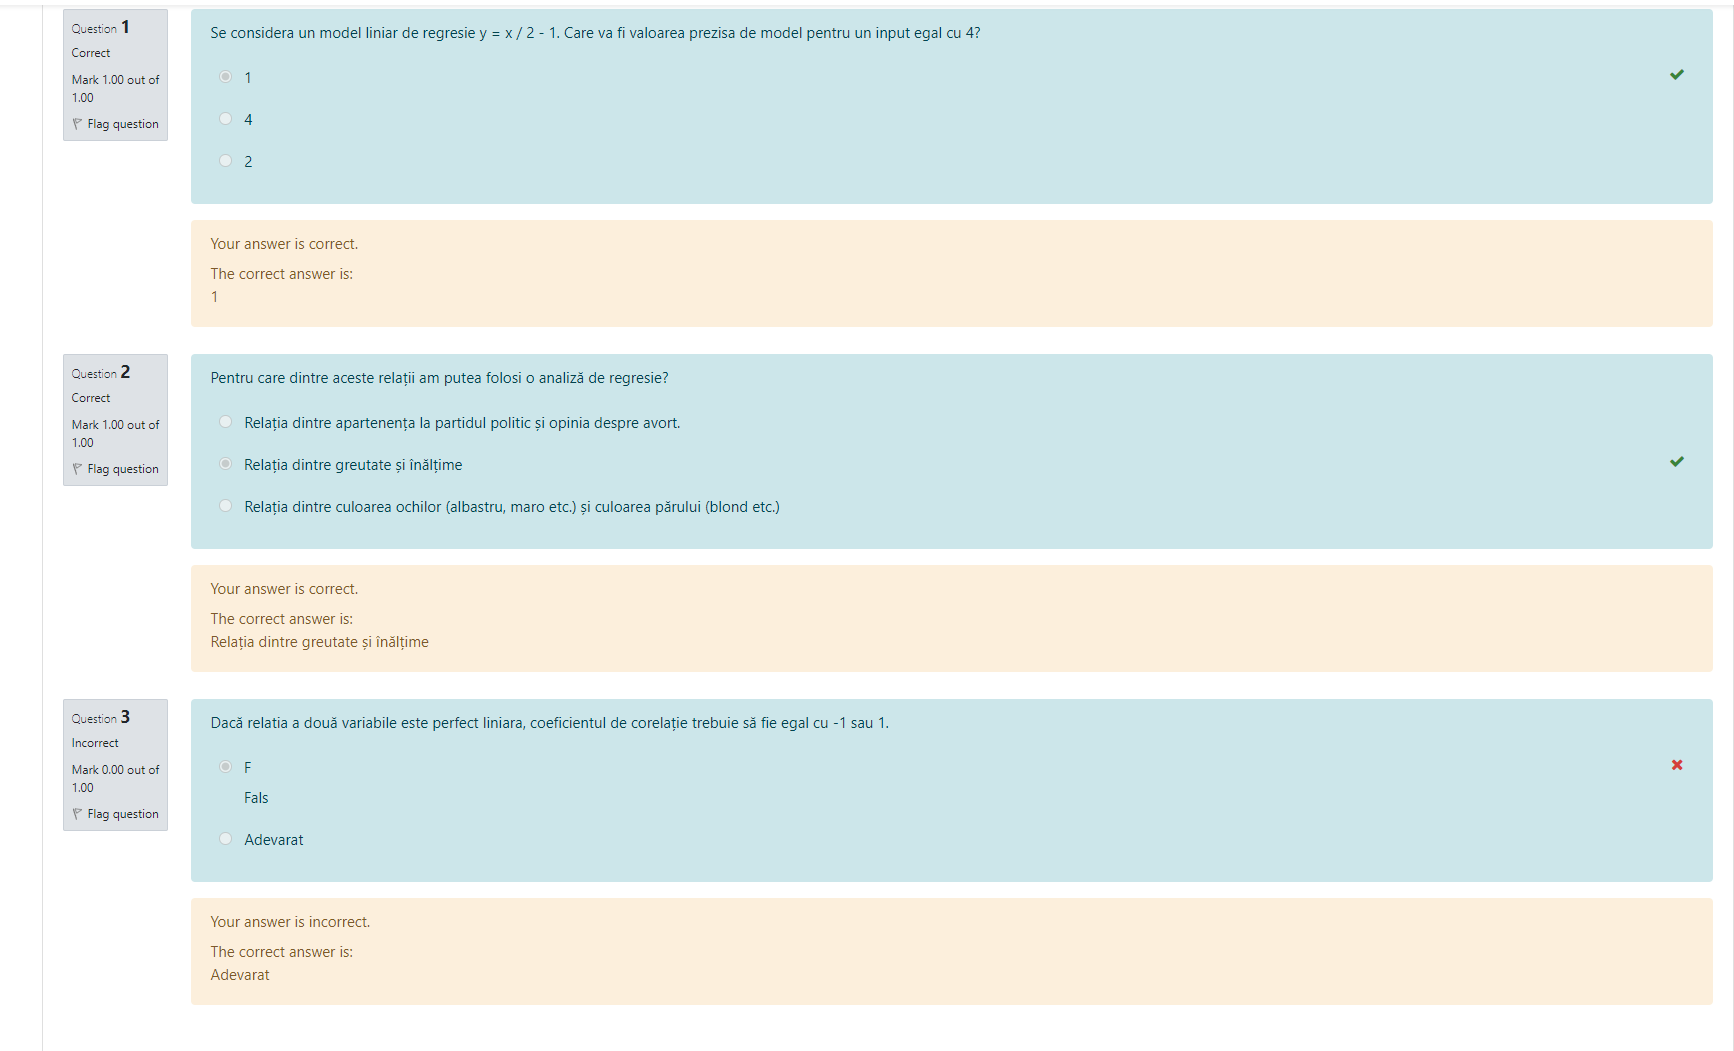 Question 1
Correct
Mark 1.00 out of
1.00
Flag question
Se considera un model liniar de regresie y = x / 2 - 1. Care va fi valoarea prezisa de model pentru un input egal cu 4?
1
4
2
Your answer is correct.
The correct answer is:
1
Question 2
Correct
Mark 1.00 out of
1.00
Flag question
Pentru care dintre aceste relații am putea folosi o analiză de regresie?
Relația dintre apartenența la partidul politic și opinia despre avort.
Relația dintre greutate și înălțime
Relația dintre culoarea ochilor (albastru, maro etc.) și culoarea părului (blond etc.)
Your answer is correct.
The correct answer is:
Relația dintre greutate și înălțime
Question 3
Incorrect
Mark 0.00 out of
1.00
Flag question
Dacă relatia a două variabile este perfect liniara, coeficientul de corelație trebuie să fie egal cu -1 sau 1.
F
Fals
Adevarat
Your answer is incorrect.
The correct answer is:
Adevarat